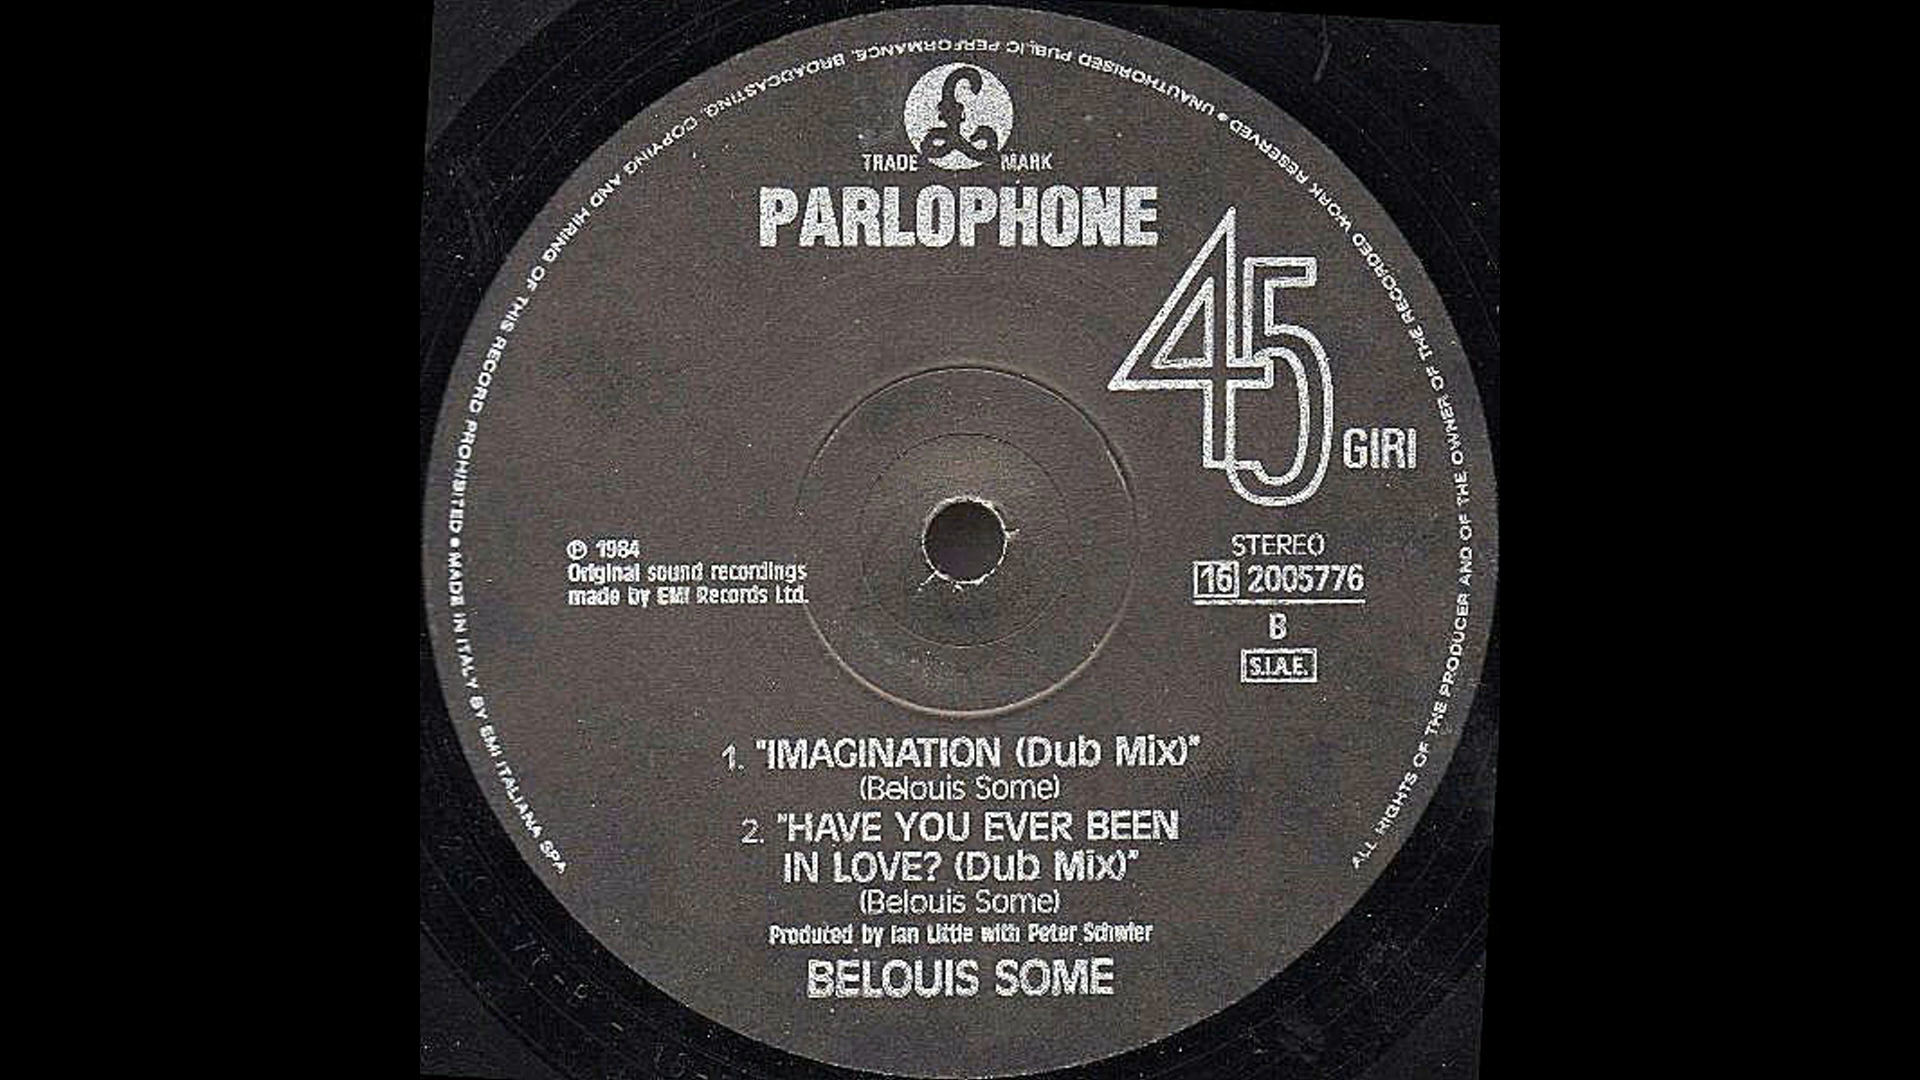 ALL RIGHTS OF THE PRODUCER AND OF THE OWNER OF THE RECORDED WORK RESERVED • UNAUTHORISED PUBLIC PERFORMANCE, BROADCASTING, COPYING AND HIRING OF THIS RECORD PROHIBITED • MADE IN ITALY BY EMI ITALIANA SPA
TRADE MARK
PARLOPHONE
45 GIRI
℗ 1984
Original sound recordings
made by EMI Records Ltd.
STEREO
16 2005776
B
S.I.A.E.
1. "IMAGINATION (Dub Mix)"
(Belouis Some)
2. "HAVE YOU EVER BEEN
IN LOVE? (Dub Mix)"
(Belouis Some)
Produced by Ian Little with Peter Schwier
BELOUIS SOME